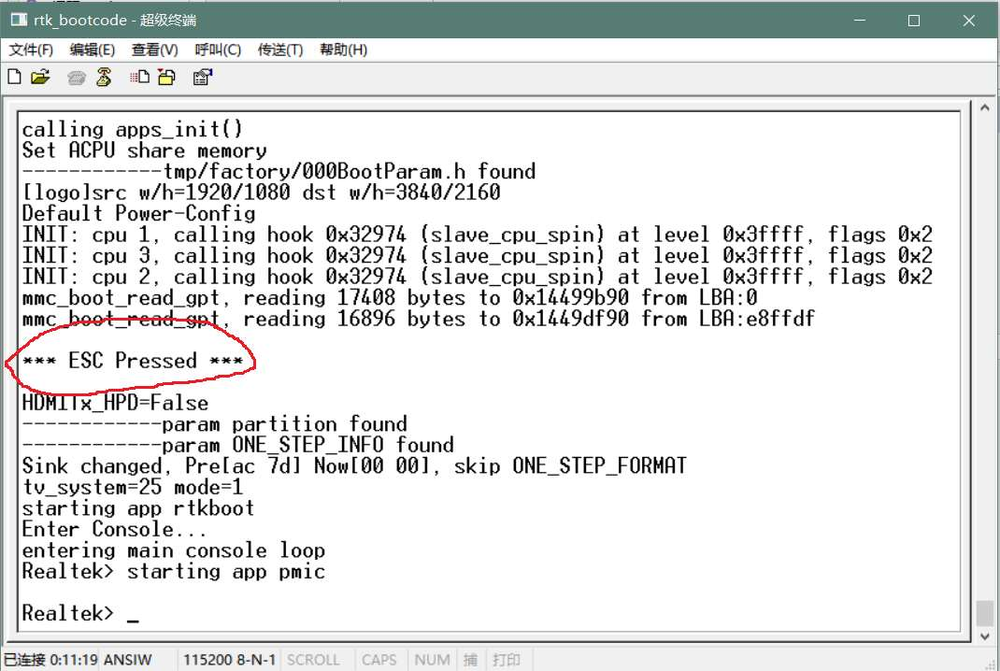 rtk_bootcode - 超级终端
文件(F) 编辑(E) 查看(V) 呼叫(C) 传送(T) 帮助(H)
calling apps_init()
Set ACPU share memory
------------tmp/factory/000BootParam.h found
[logo]src w/h=1920/1080 dst w/h=3840/2160
Default Power-Config
INIT: cpu 1, calling hook 0x32974 (slave_cpu_spin) at level 0x3ffff, flags 0x2
INIT: cpu 3, calling hook 0x32974 (slave_cpu_spin) at level 0x3ffff, flags 0x2
INIT: cpu 2, calling hook 0x32974 (slave_cpu_spin) at level 0x3ffff, flags 0x2
mmc_boot_read_gpt, reading 17408 bytes to 0x14499b90 from LBA:0
mmc_boot_read_gpt, reading 16896 bytes to 0x1449df90 from LBA:e8ffdf
*** ESC Pressed ***
HDMITx_HPD=False
------------param partition found
------------param ONE_STEP_INFO found
Sink changed, Pre[ac 7d] Now[00 00], skip ONE_STEP_FORMAT
tv_system=25 mode=1
starting app rtkboot
Enter Console...
entering main console loop
Realtek> starting app pmic
Realtek> _
已连接 0:11:19 ANSIW 115200 8-N-1 SCROLL CAPS NUM 捕 打印